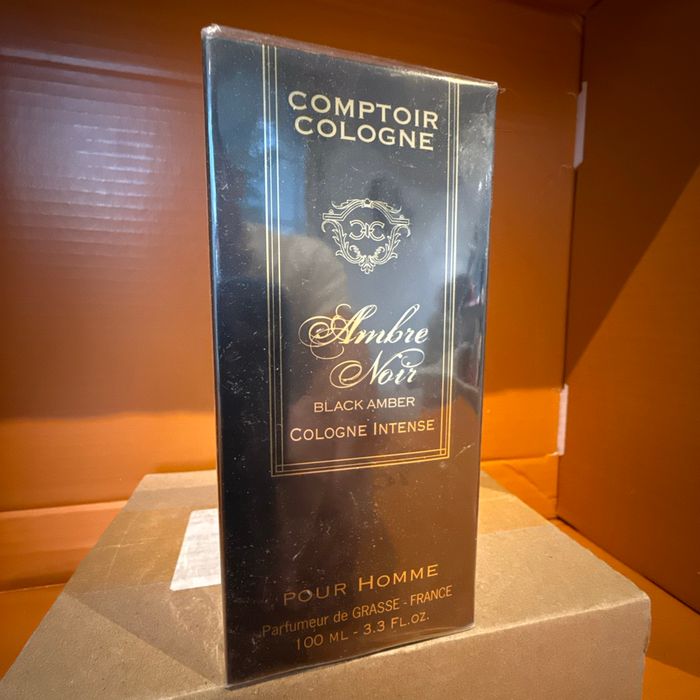 COMPTOIR
COLOGNE
Ambre
Noir
BLACK AMBER
COLOGNE INTENSE
POUR HOMME
Parfumeur de GRASSE - FRANCE
100 ML - 3.3 FL.OZ.